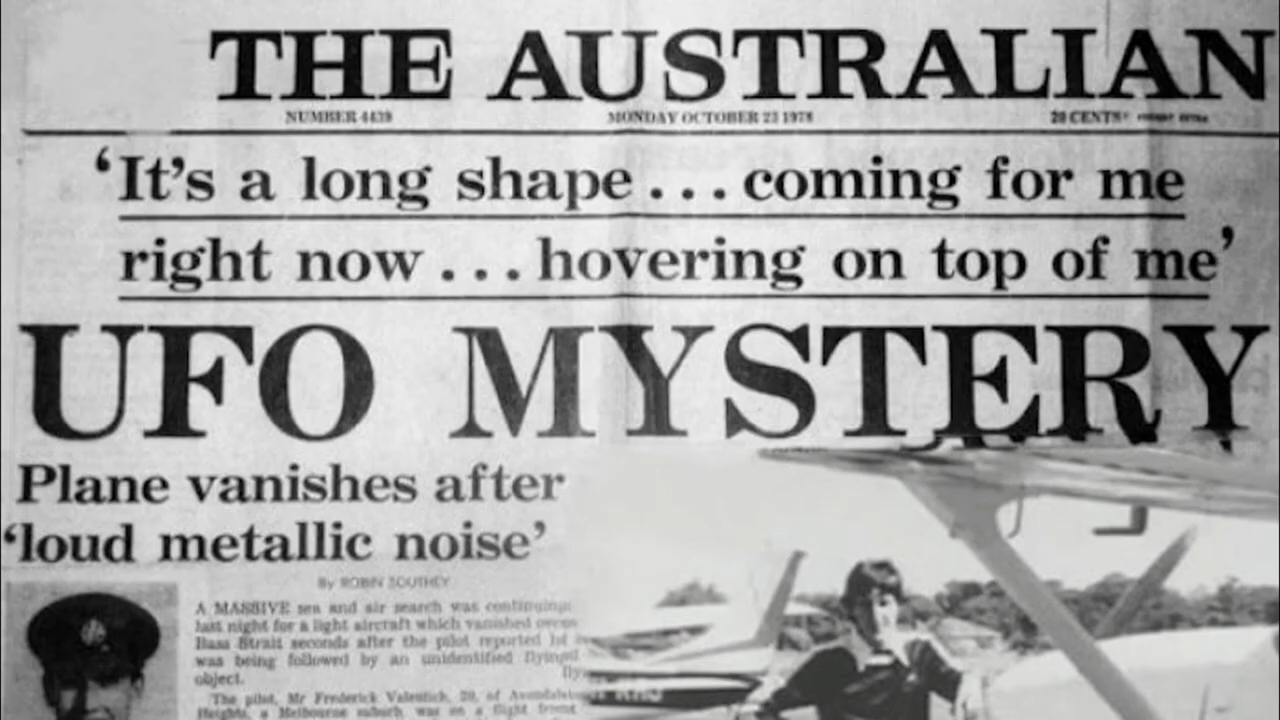 THE AUSTRALIAN
NUMBER 4439
MONDAY OCTOBER 23 1978
20 CENTS*
‘It’s a long shape . . . coming for me
right now . . . hovering on top of me’
UFO MYSTERY
Plane vanishes after
‘loud metallic noise’
By ROBIN SOUTHEY
A MASSIVE sea and air search was continuing
last night for a light aircraft which vanished over
Bass Strait seconds after the pilot reported he
was being followed by an unidentified flying
object.
The pilot, Mr Frederick Valentich, 20, of Avondale
Heights, a Melbourne suburb was on a flight from